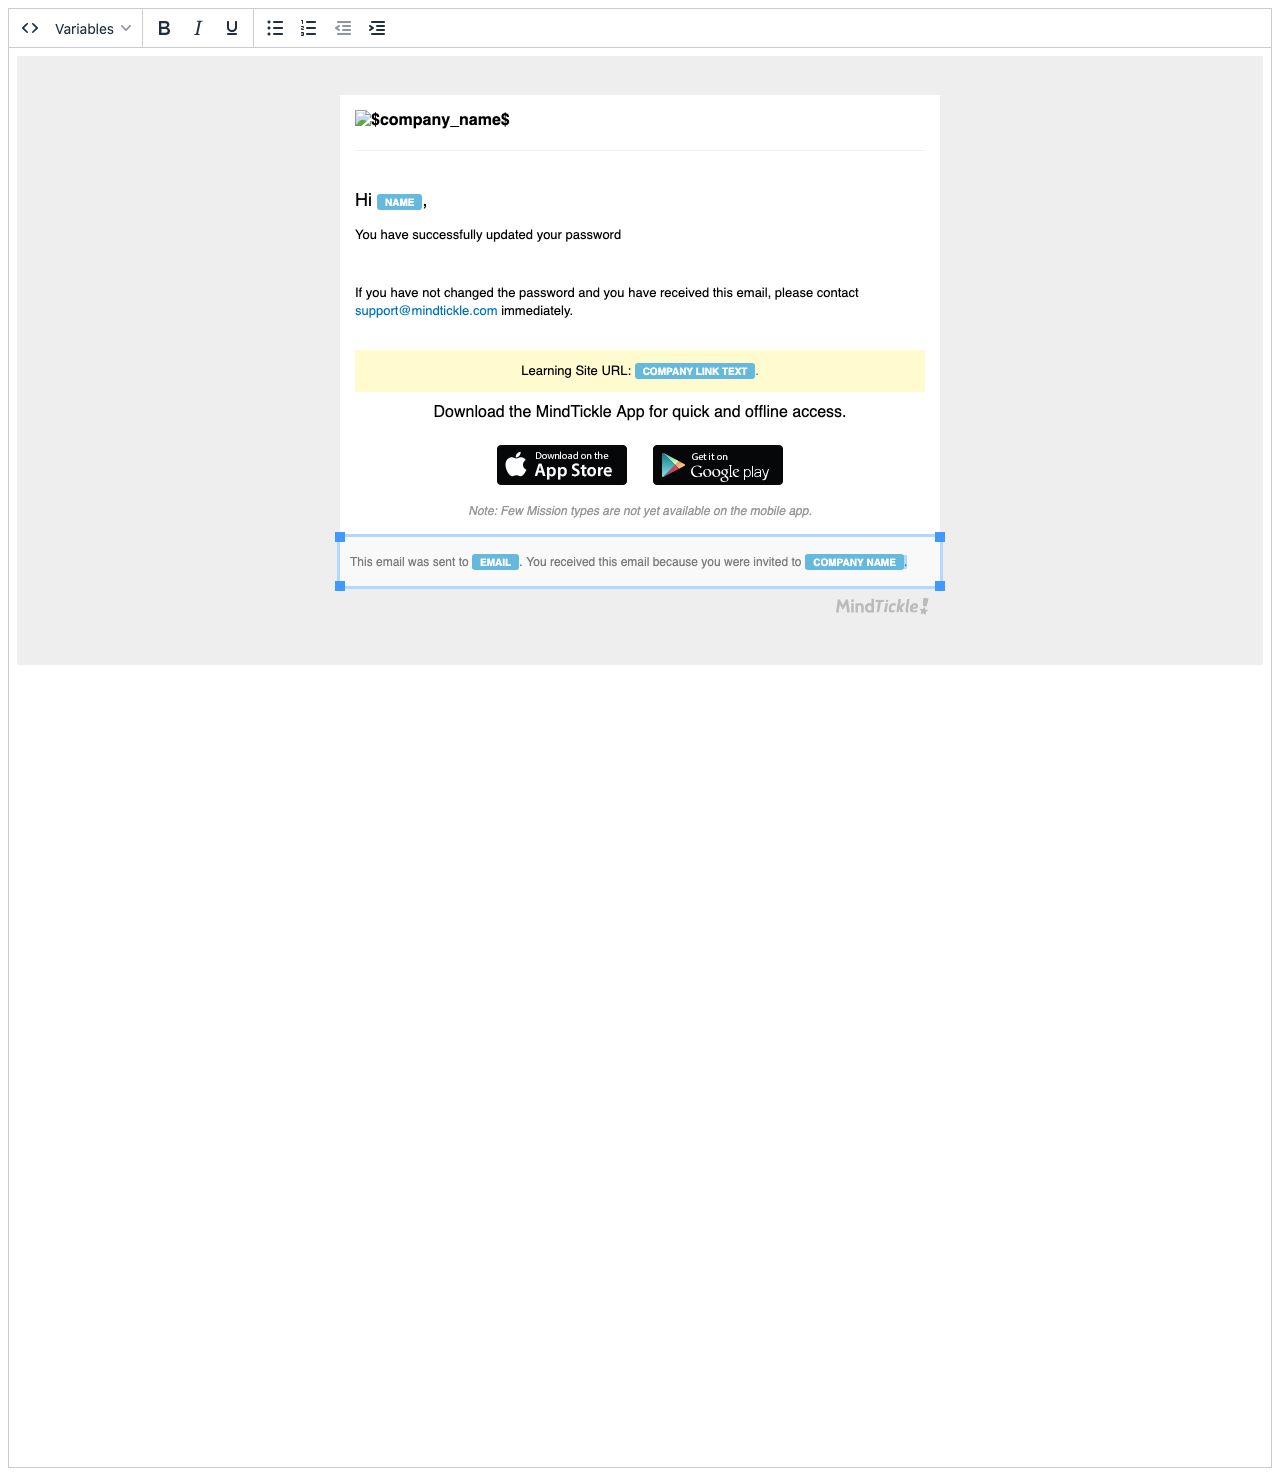 Variables
B I U
$company_name$
Hi NAME,
You have successfully updated your password
If you have not changed the password and you have received this email, please contact
support@mindtickle.com immediately.
Learning Site URL: COMPANY LINK TEXT.
Download the MindTickle App for quick and offline access.
Download on the
App Store
Get it on
Google play
Note: Few Mission types are not yet available on the mobile app.
This email was sent to EMAIL. You received this email because you were invited to COMPANY NAME.
MindTickle!